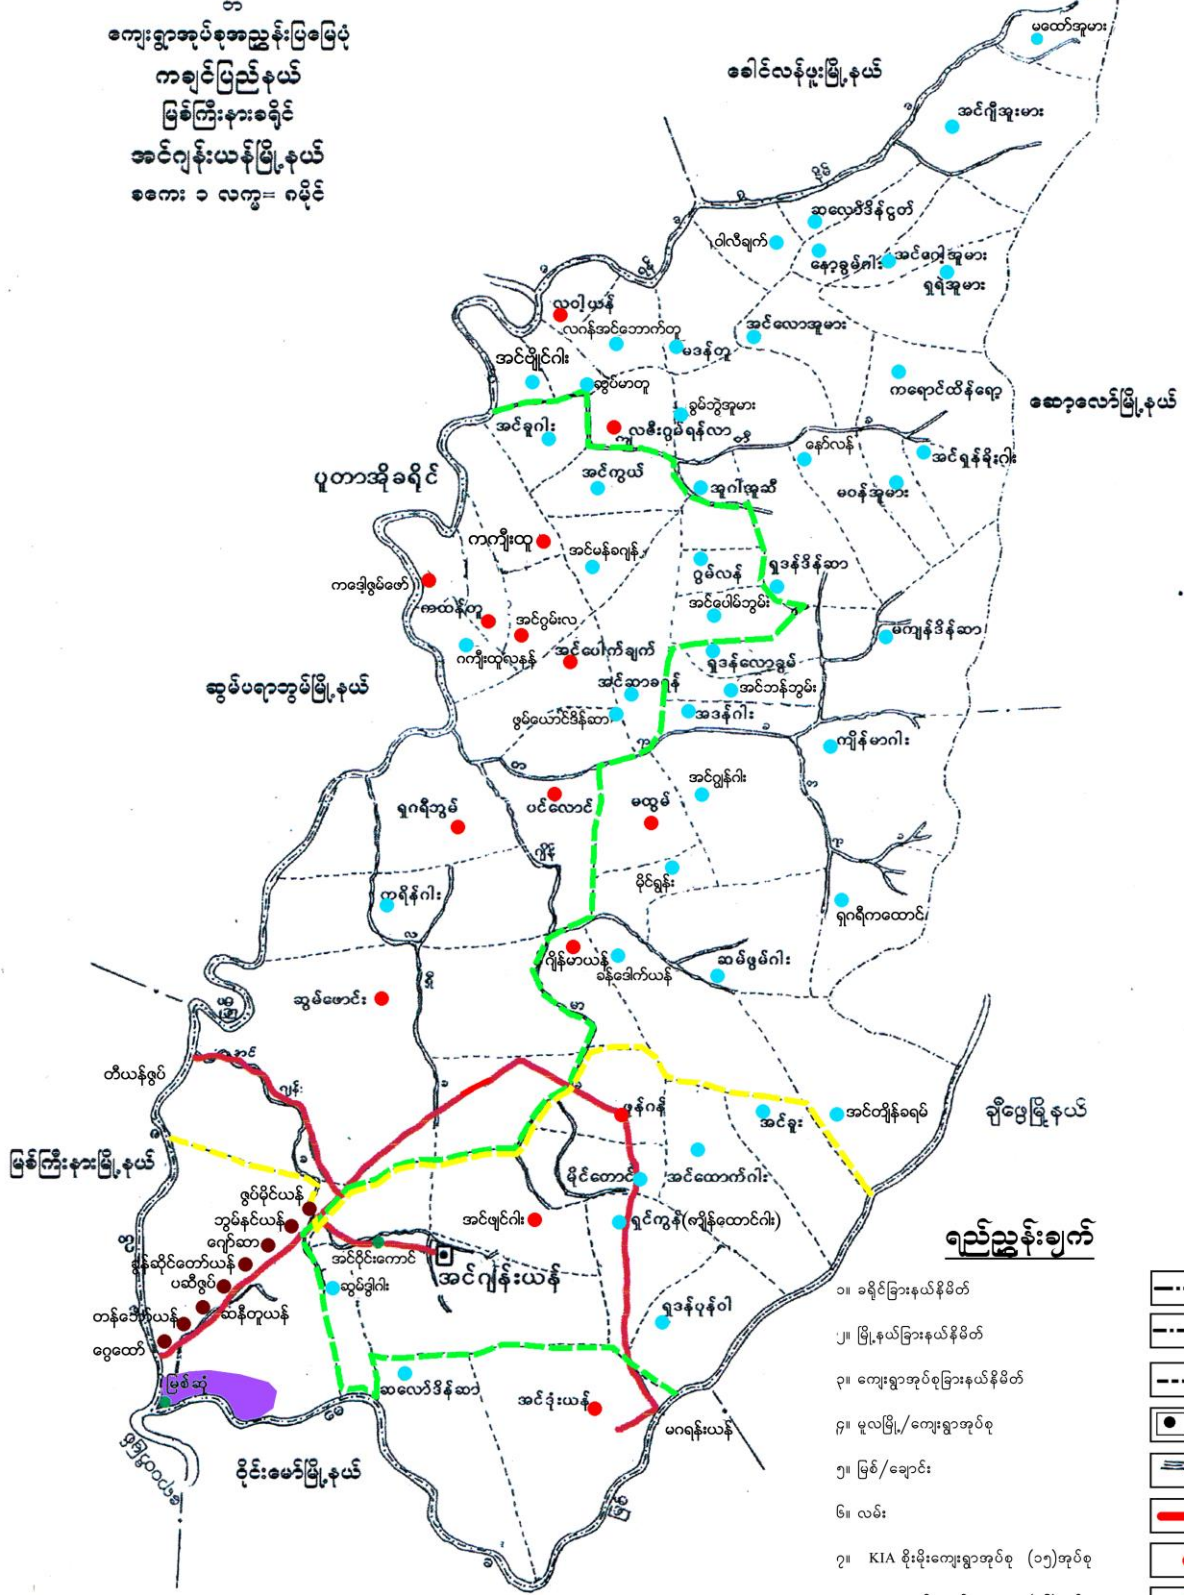 ကျေးရွာအုပ်စုအညွှန်းပြမြေပုံ
ကချင်ပြည်နယ်
မြစ်ကြီးနားခရိုင်
အင်ဂျန်းယန်မြို့နယ်
စကေး ၁ လက္မ= ၈မိုင်
မထော်အူမား
ခေါင်လန်ဖူးမြို့နယ်
အင်ဂျီအူးမား
ဆလော်ဒိန်ငွတ်
ဝါလီချက်
နော့ခွမ်ဂါး
အင်ဂေါ့အူမား
ရှရဲအူမား
လဝါ့ယန်
လဂန်အင်ဘောက်တူ
မဒန်တူ
အင်လောအူမား
အင်ဗျိုင်ဂါး
ဆွပ်မာတူ
ကရောင်ထိန်ရော့
ဆော့လော်မြို့နယ်
အင်ခူဂါး
လဇီးဂွမ်ရန်လာ
ခွမ်ဘွဲအူမား
နော်လန်
အင်ရှန်ခိုးဂါး
ပူတာအိုခရိုင်
အင်ကွယ်
အူဂါအူဆီ
မဝန်အူမား
ကကျီးထူ
အင်မန်ခဂျန်
ဂွမ်လန်
ရှဒန်ဒိန်ဆာ
ကဒေါ့ဇွမ်ဖော်
ကထန်တူ
အင်ဂွမ်းလ
အင်ပေါမ်ဘွမ်း
မကျန်ဒိန်ဆာ
ဂကျီးထူလနန်
အင်ပေါက်ချက်
ရှဒန်လောခွမ်
ဆွမ်ပရာဘွမ်မြို့နယ်
အင်ဆာခရန်
အင်ဘန်ဘွမ်း
ဖွမ်ယောင်ဒိန်ဆာ
အဒန်ဂါး
ကျိန်မာဂါး
အင်ဂျွန်ဂါး
ရှဂရီဘွမ်
ပင်လောင်
မထွမ်
မိုင်ရွန်း
ကရိန်ဂါး
ရှဂရီကထောင်
ဂျိန်မာယန်
ခန်ဒေါက်ယန်
ဆမ်ဖွမ်ဂါး
ဆွမ်ဖောင်း
တီယန်ဇွပ်
ဖုန်ဂန်
အင်ခူး
အင်တျိန်ခရမ်
ချီဖွေမြို့နယ်
မြစ်ကြီးနားမြို့နယ်
မိုင်တောင်
အင်ထောက်ဂါး
ဇွပ်မိုင်ယန်
ဘွမ်နင်ယန်
အင်ဖျင်ဂါး
ရှင်ကွန်(ကျိန်ထောင်ဂါး)
ဂျော်ဆာ
ရည်ညွှန်းချက်
ခွန်ဆိုင်တော်ယန်
အင်ဝိုင်းကောင်
အင်ဂျန်းယန်
ပဆီဇွပ်
ဆွမ်ဒွါဂါး
၁။ ခရိုင်ခြားနယ်နိမိတ်
ဆနီတူယန်
ရှဒန်ပုန်ဝါ
၂။ မြို့နယ်ခြားနယ်နိမိတ်
ဂွေထော်
မြစ်ဆုံ
ဆလော်ဒိန်ဆာ
၃။ ကျေးရွာအုပ်စုခြားနယ်နိမိတ်
အင်ဒုံးယန်
မဂရန်းယန်
၄။ မူလမြို့/ကျေးရွာအုပ်စု
ဝိုင်းမော်မြို့နယ်
၅။ မြစ်/ချောင်း
၆။ လမ်း
၇။ KIA စိုးမိုးကျေးရွာအုပ်စု (၁၅)အုပ်စု